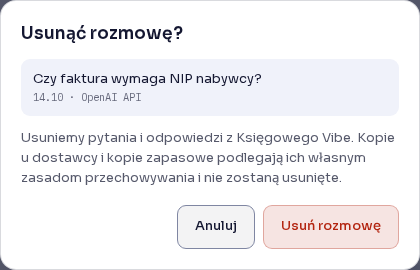 Usunąć rozmowę?
Czy faktura wymaga NIP nabywcy?
14.10 · OpenAI API
Usuniemy pytania i odpowiedzi z Księgowego Vibe. Kopie
u dostawcy i kopie zapasowe podlegają ich własnym
zasadom przechowywania i nie zostaną usunięte.
Anuluj
Usuń rozmowę